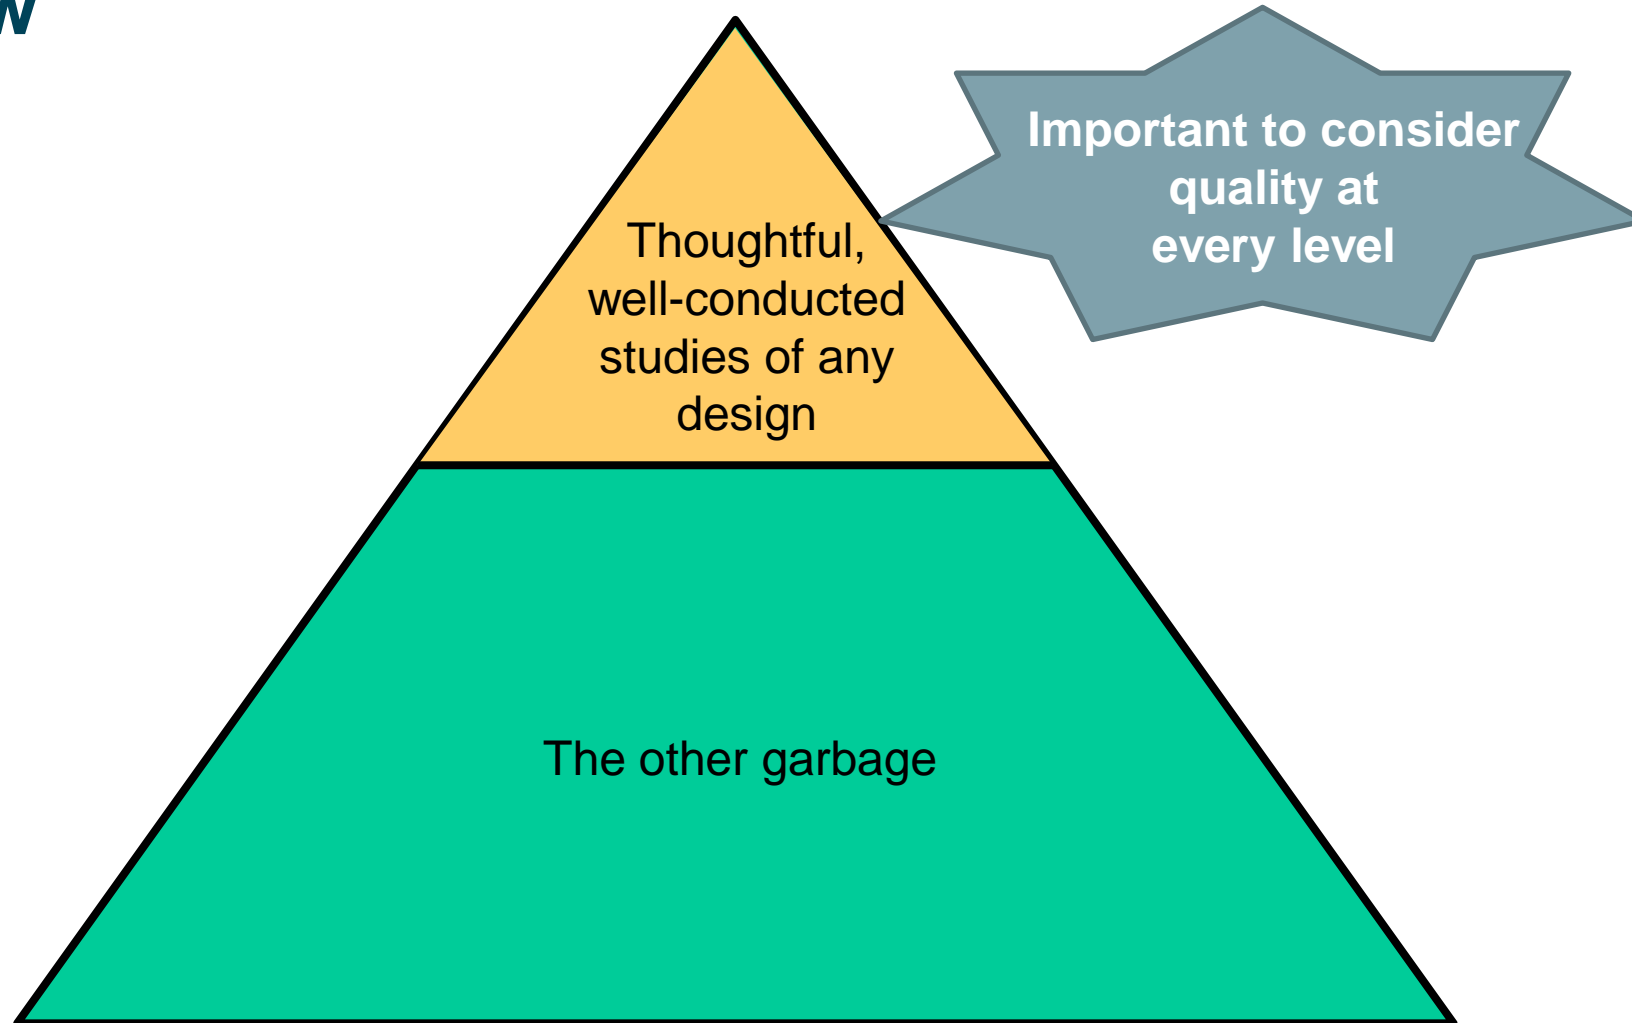 Important to consider
quality at
every level
Thoughtful,
well-conducted
studies of any
design
The other garbage